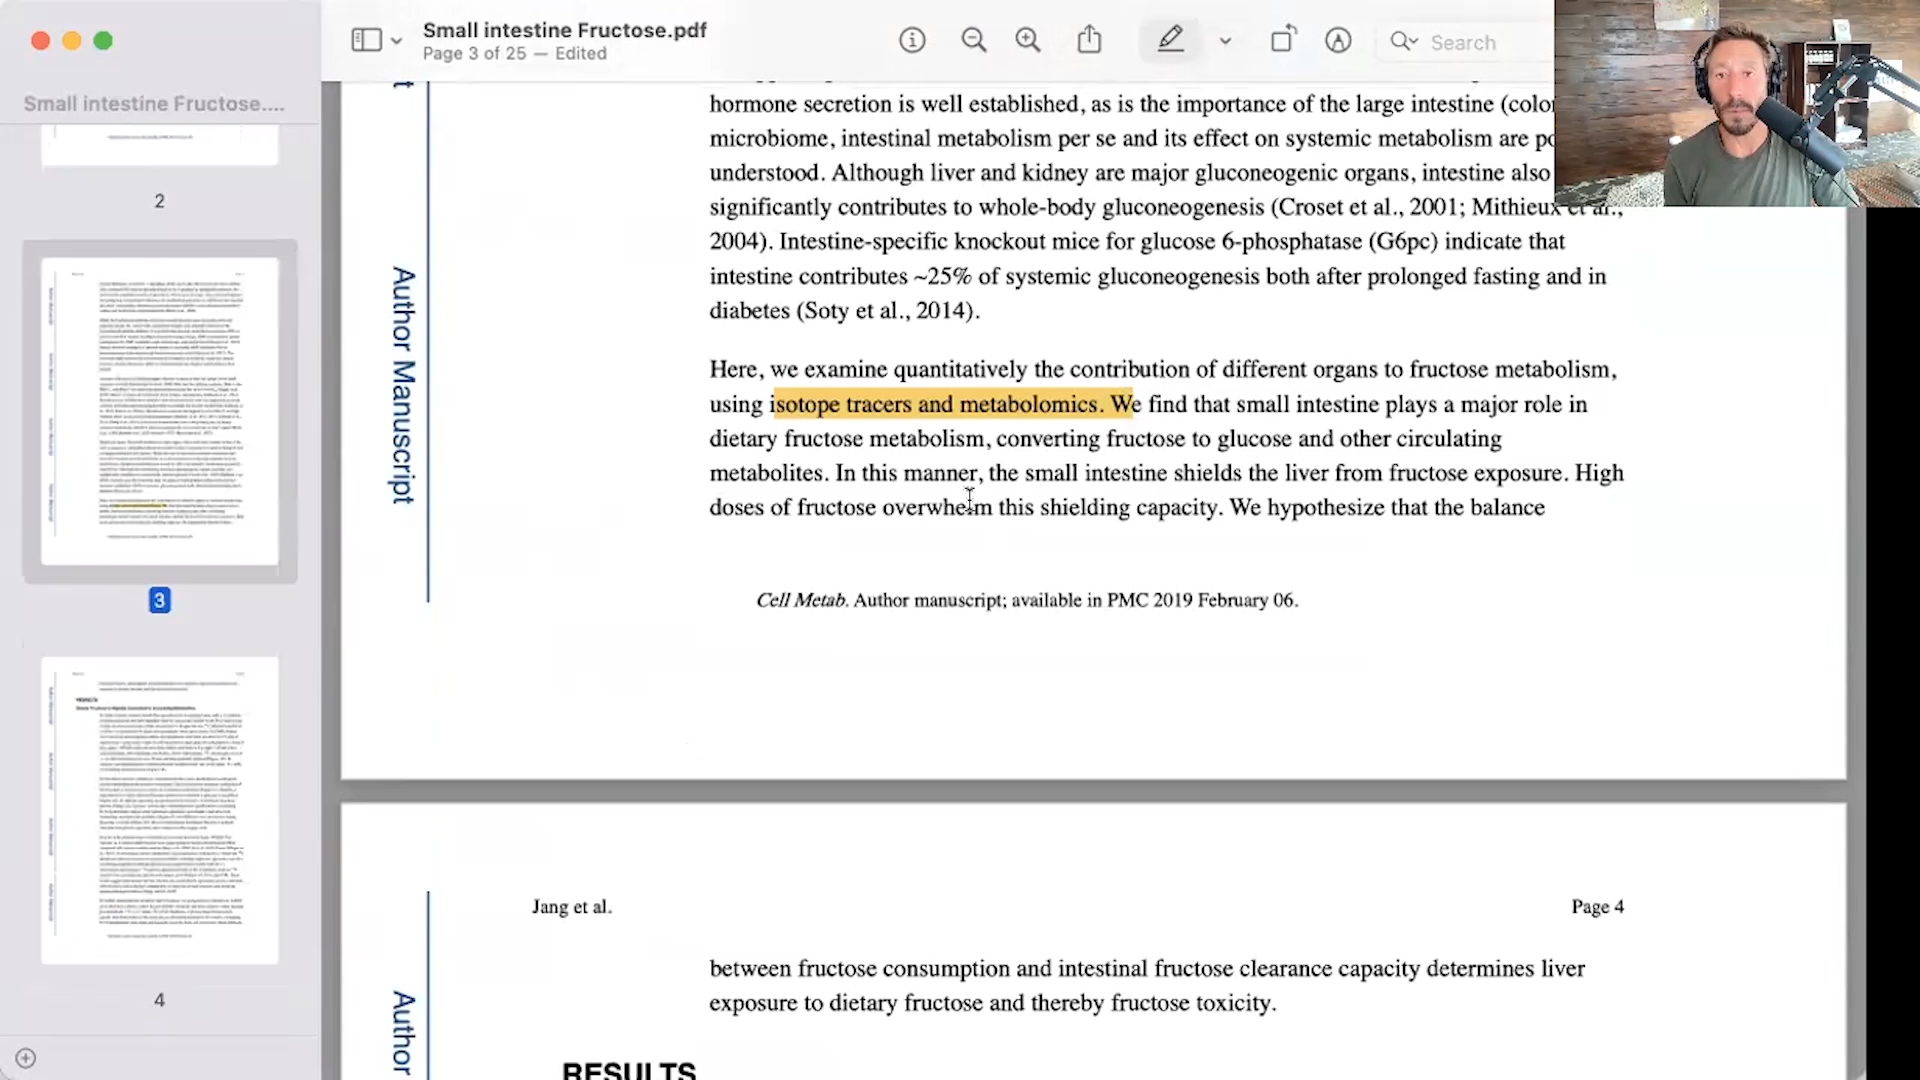 Small intestine Fructose.pdf
Page 3 of 25 — Edited
Search
Small intestine Fructose....
2
3
4
Author Manuscript
hormone secretion is well established, as is the importance of the large intestine (color
microbiome, intestinal metabolism per se and its effect on systemic metabolism are po
understood. Although liver and kidney are major gluconeogenic organs, intestine also
significantly contributes to whole-body gluconeogenesis (Croset et al., 2001; Mithieux et al.,
2004). Intestine-specific knockout mice for glucose 6-phosphatase (G6pc) indicate that
intestine contributes ~25% of systemic gluconeogenesis both after prolonged fasting and in
diabetes (Soty et al., 2014).
Here, we examine quantitatively the contribution of different organs to fructose metabolism,
using isotope tracers and metabolomics. We find that small intestine plays a major role in
dietary fructose metabolism, converting fructose to glucose and other circulating
metabolites. In this manner, the small intestine shields the liver from fructose exposure. High
doses of fructose overwhelm this shielding capacity. We hypothesize that the balance
Cell Metab. Author manuscript; available in PMC 2019 February 06.
Jang et al.
Page 4
Author
between fructose consumption and intestinal fructose clearance capacity determines liver
exposure to dietary fructose and thereby fructose toxicity.
RESULTS